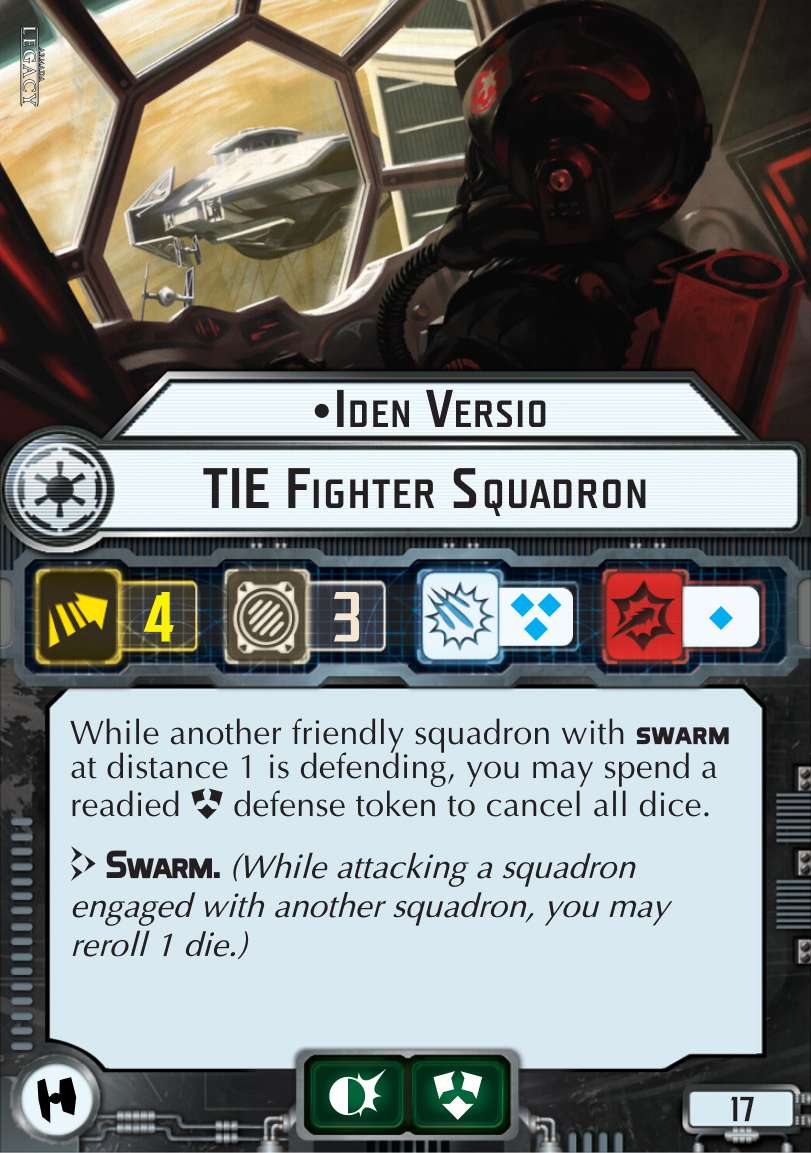 ARMADA
LEGACY
•Iden Versio
TIE Fighter Squadron
4
3
While another friendly squadron with SWARM
at distance 1 is defending, you may spend a
readied defense token to cancel all dice.
Swarm. (While attacking a squadron
engaged with another squadron, you may
reroll 1 die.)
17